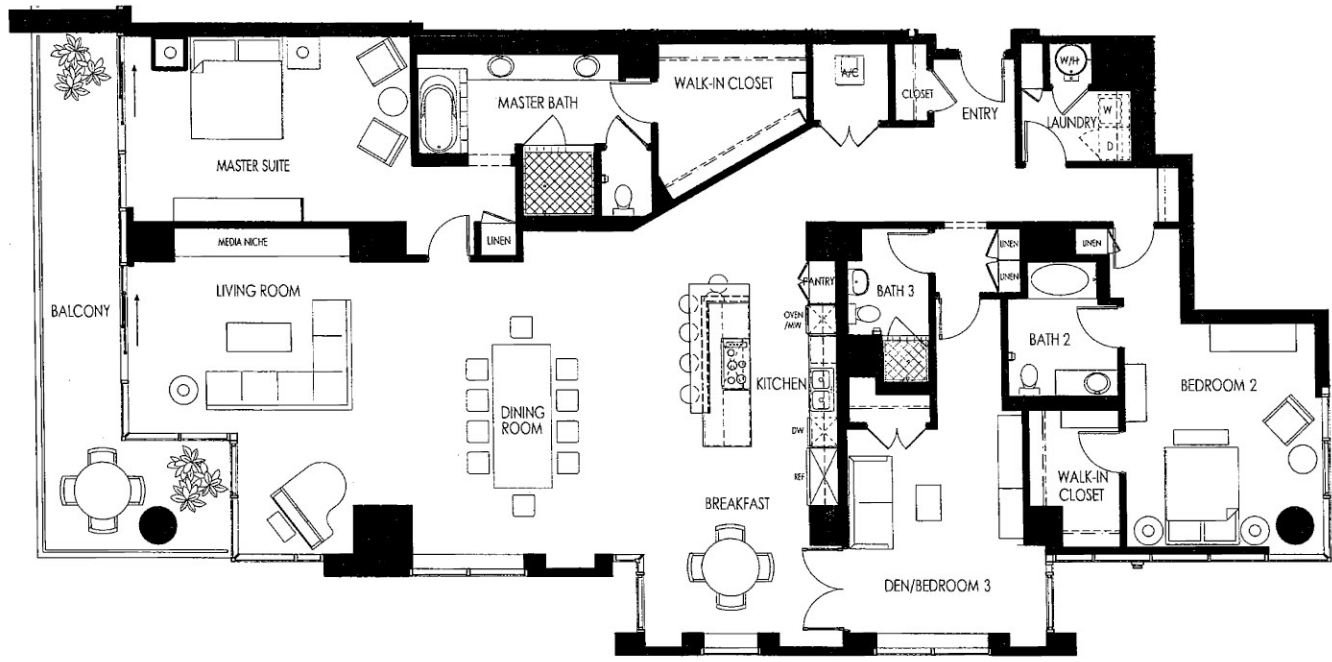 W/H
A/C
WALK-IN CLOSET
CLOSET
MASTER BATH
ENTRY
LAUNDRY
W
D
MASTER SUITE
LINEN
MEDIA NICHE
LINEN
LINEN
LINEN
PANTRY
BATH 3
LIVING ROOM
BALCONY
OVEN
/MW
BATH 2
KITCHEN
BEDROOM 2
DINING
ROOM
DW
REF
WALK-IN
CLOSET
BREAKFAST
DEN/BEDROOM 3